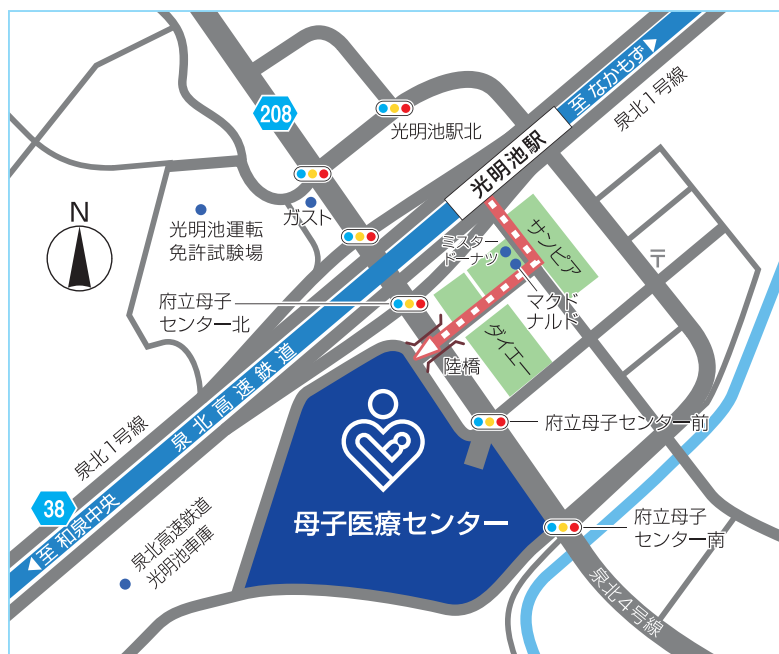 至 なかもず
泉北1号線
208
光明池駅北
光明池駅
N
光明池運転
免許試験場
ガスト
サンピア
ミスター
ドーナツ
〒
マクド
ナルド
府立母子
センター北
ダイエー
陸橋
泉北高速鉄道
泉北1号線
府立母子センター前
38
至 和泉中央
母子医療センター
泉北高速鉄道
光明池車庫
府立母子
センター南
泉北4号線